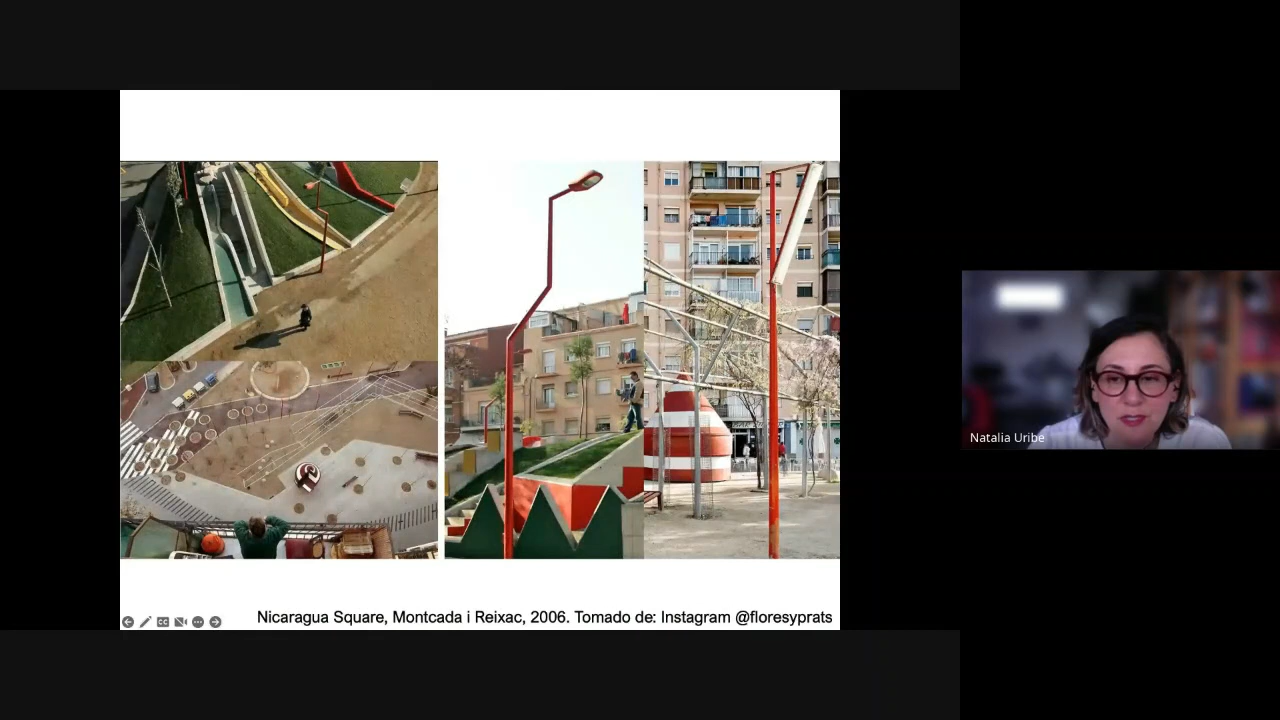 Nicaragua Square, Montcada i Reixac, 2006. Tomado de: Instagram @floresyprats
Natalia Uribe